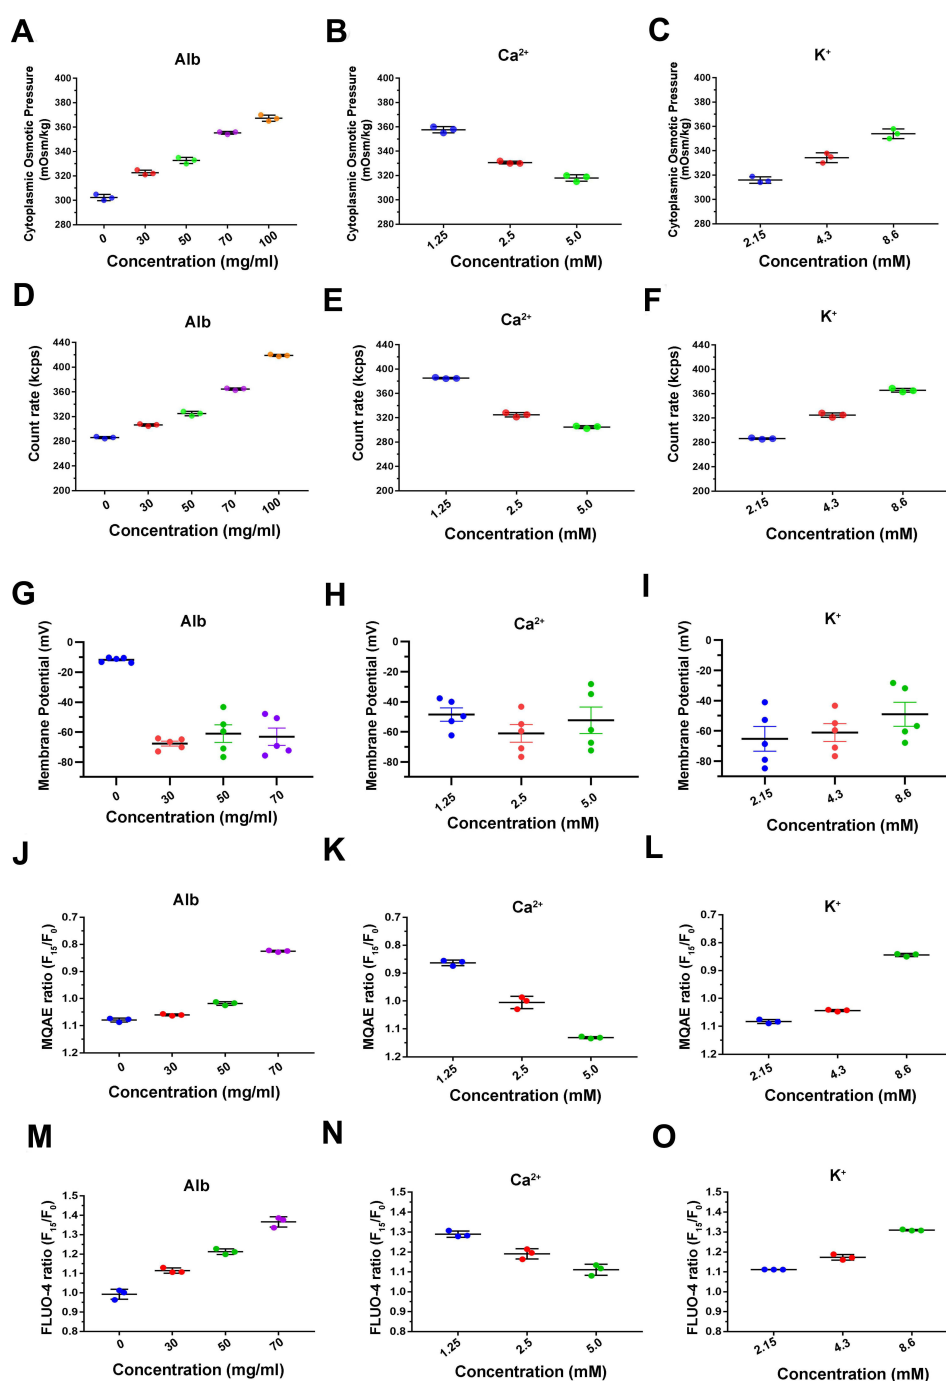 A
Alb
Cytoplasmic Osmotic Pressure
(mOsm/kg)
400
380
360
340
320
300
280
0 30 50 70 100
Concentration (mg/ml)
B
Ca²⁺
Cytoplasmic Osmotic Pressure
(mOsm/kg)
400
380
360
340
320
300
280
1.25 2.5 5.0
Concentration (mM)
C
K⁺
Cytoplasmic Osmotic Pressure
(mOsm/kg)
400
380
360
340
320
300
280
2.15 4.3 8.6
Concentration (mM)
D
Alb
Count rate (kcps)
440
400
360
320
280
240
200
0 30 50 70 100
Concentration (mg/ml)
E
Ca²⁺
Count rate (kcps)
440
400
360
320
280
240
200
1.25 2.5 5.0
Concentration (mM)
F
K⁺
Count rate (kcps)
440
400
360
320
280
240
200
2.15 4.3 8.6
Concentration (mM)
G
Alb
Membrane Potential (mV)
0
-20
-40
-60
-80
0 30 50 70
Concentration (mg/ml)
H
Ca²⁺
Membrane Potential (mV)
0
-20
-40
-60
-80
1.25 2.5 5.0
Concentration (mM)
I
K⁺
Membrane Potential (mV)
0
-20
-40
-60
-80
2.15 4.3 8.6
Concentration (mM)
J
Alb
MQAE ratio (F₁₅/F₀)
0.7
0.8
0.9
1.0
1.1
1.2
0 30 50 70
Concentration (mg/ml)
K
Ca²⁺
MQAE ratio (F₁₅/F₀)
0.7
0.8
0.9
1.0
1.1
1.2
1.25 2.5 5.0
Concentration (mM)
L
K⁺
MQAE ratio (F₁₅/F₀)
0.7
0.8
0.9
1.0
1.1
1.2
2.15 4.3 8.6
Concentration (mM)
M
Alb
FLUO-4 ratio (F₁₅/F₀)
1.5
1.4
1.3
1.2
1.1
1.0
0.9
0.8
0 30 50 70
Concentration (mg/ml)
N
Ca²⁺
FLUO-4 ratio (F₁₅/F₀)
1.5
1.4
1.3
1.2
1.1
1.0
0.9
0.8
1.25 2.5 5.0
Concentration (mM)
O
K⁺
FLUO-4 ratio (F₁₅/F₀)
1.5
1.4
1.3
1.2
1.1
1.0
0.9
0.8
2.15 4.3 8.6
Concentration (mM)